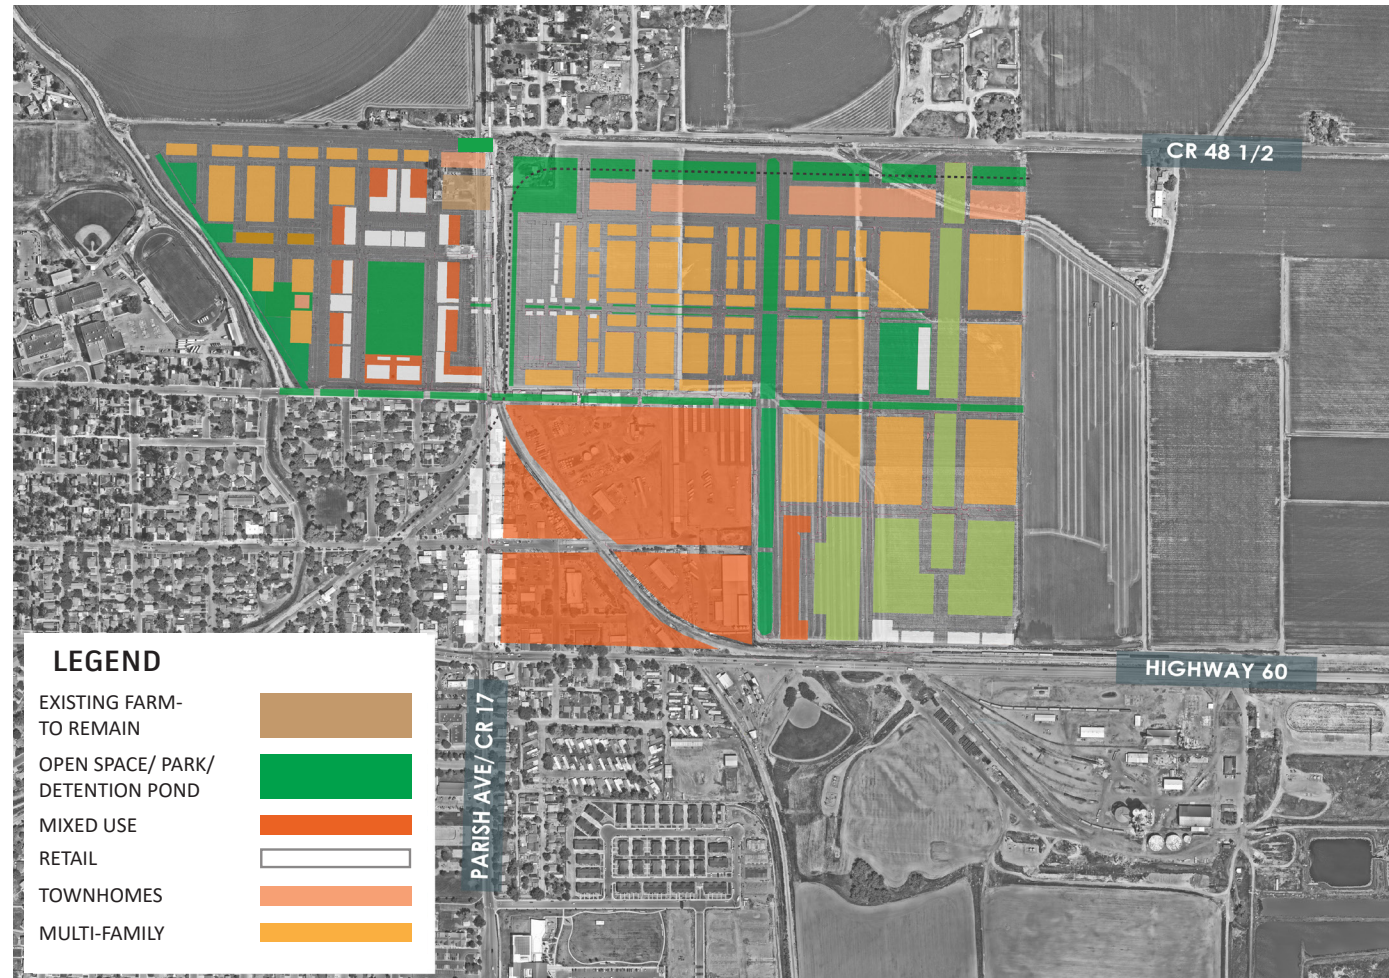 CR 48 1/2
HIGHWAY 60
PARISH AVE/ CR 17
LEGEND
EXISTING FARM-
TO REMAIN
OPEN SPACE/ PARK/
DETENTION POND
MIXED USE
RETAIL
TOWNHOMES
MULTI-FAMILY